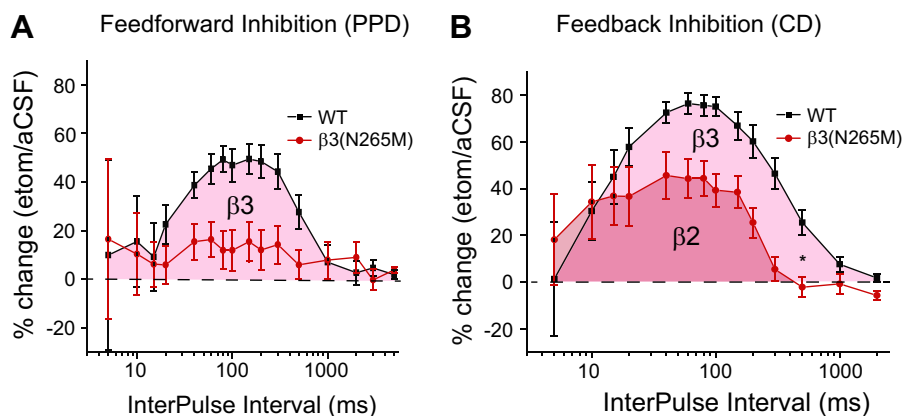 A Feedforward Inhibition (PPD)
% change (etom/aCSF)
80
60
40
20
0
-20
WT
β3(N265M)
β3
10 100 1000
InterPulse Interval (ms)
B Feedback Inhibition (CD)
% change (etom/aCSF)
80
60
40
20
0
-20
WT
β3(N265M)
β3
β2
*
10 100 1000
InterPulse Interval (ms)